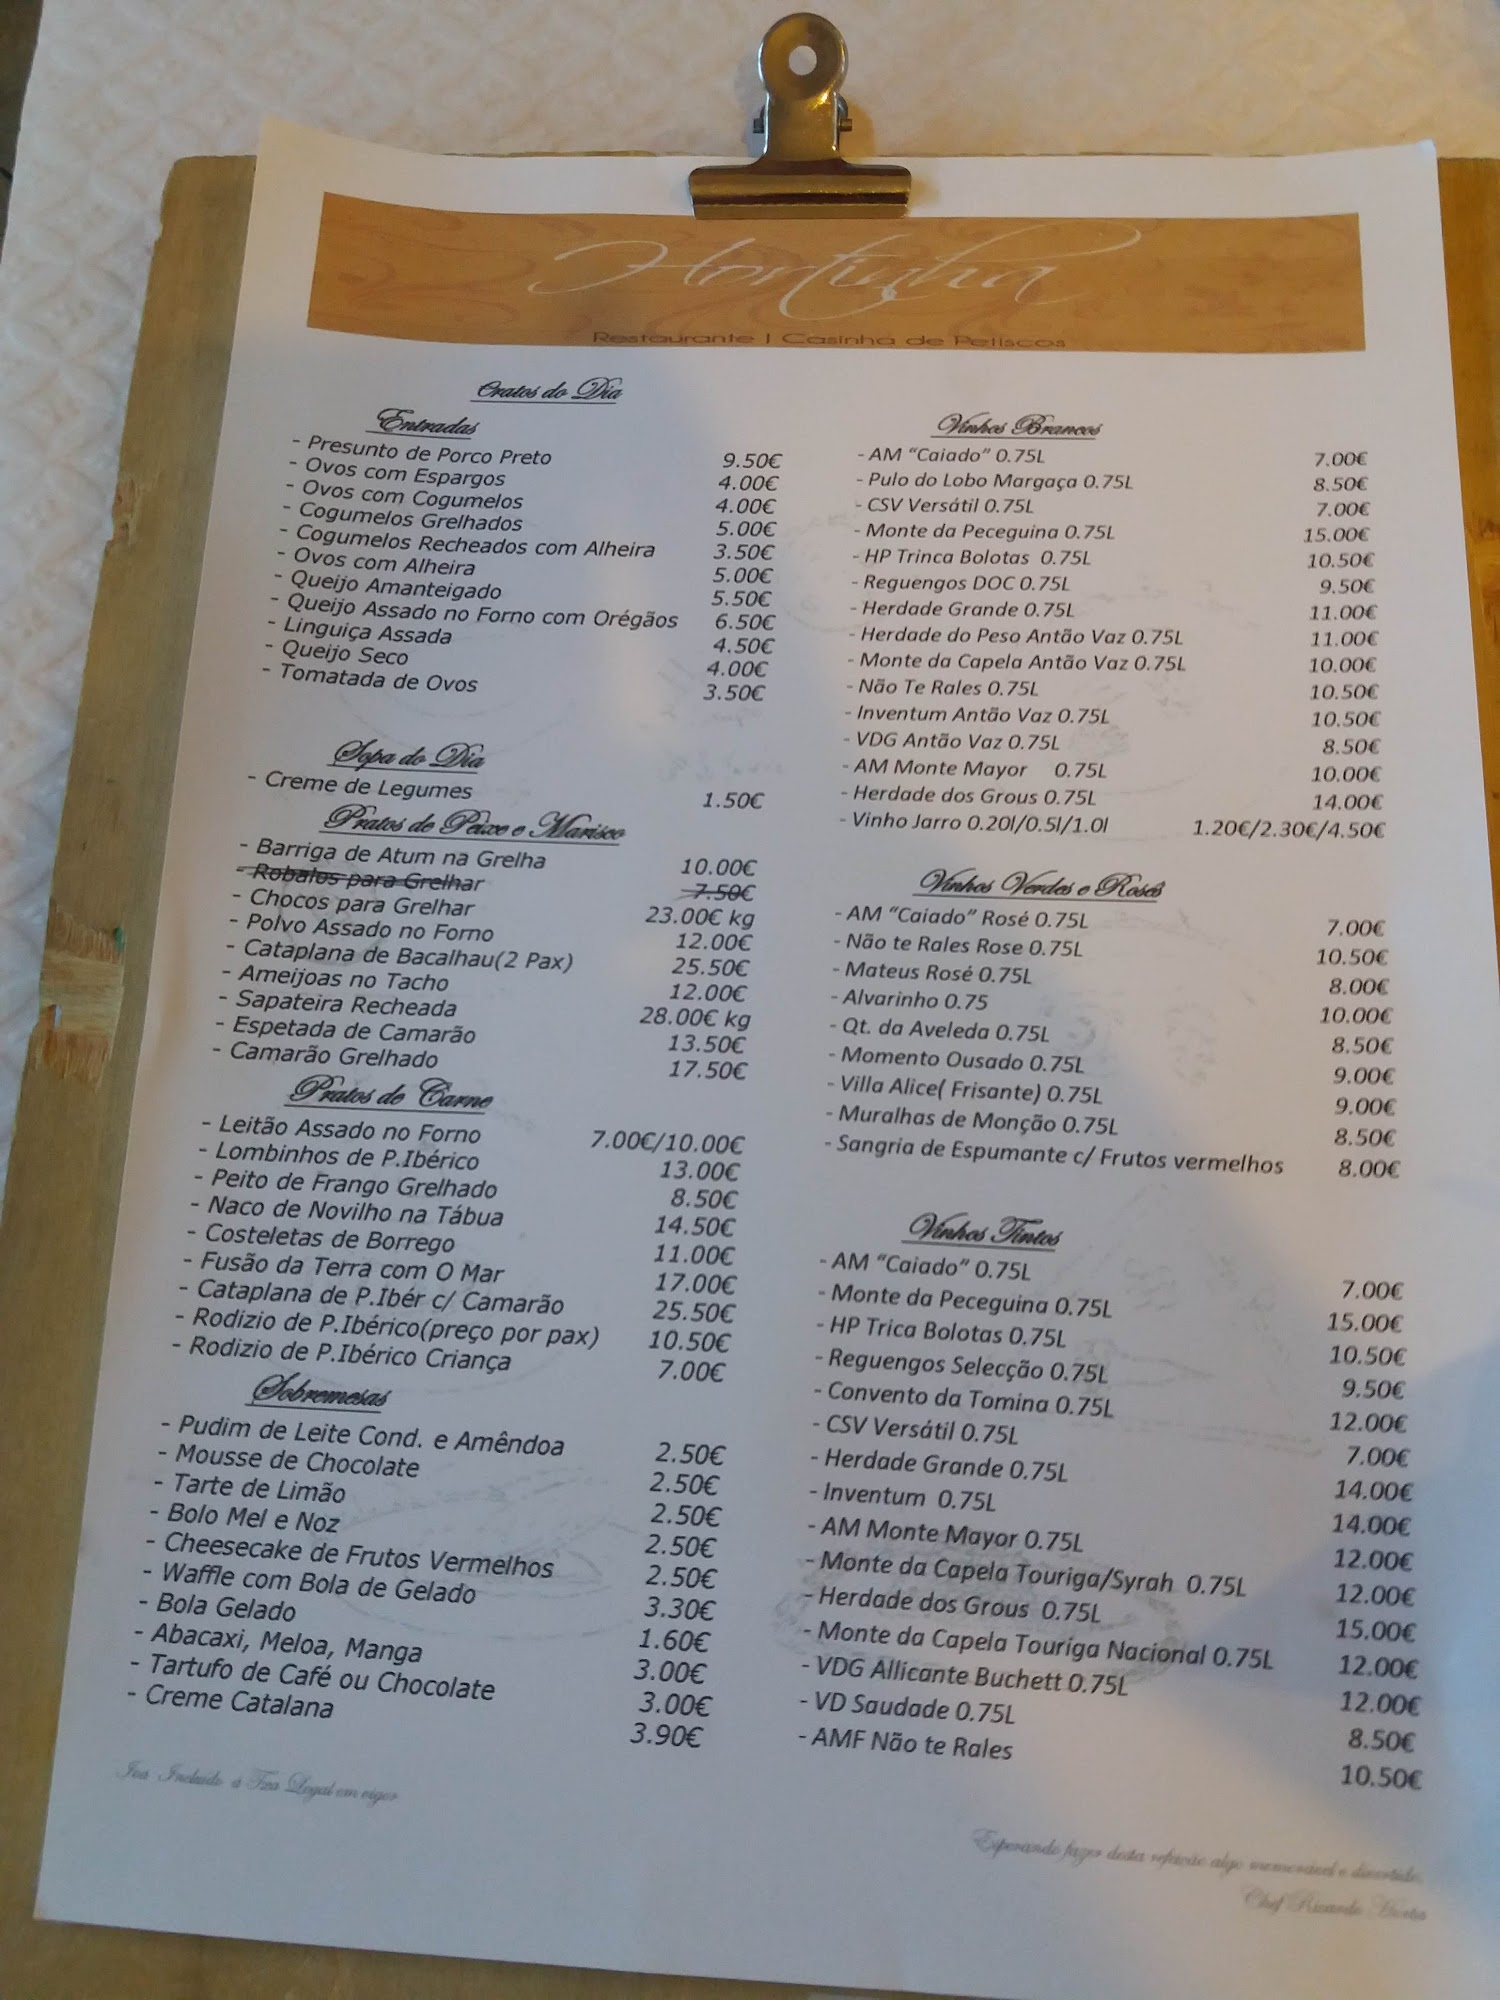 Hortinha
Restaurante | Casinha de Petiscos
Pratos do Dia
Entradas
- Presunto de Porco Preto 9.50€
- Ovos com Espargos 4.00€
- Ovos com Cogumelos 4.00€
- Cogumelos Grelhados 5.00€
- Cogumelos Recheados com Alheira 3.50€
- Ovos com Alheira 5.00€
- Queijo Amanteigado 5.50€
- Queijo Assado no Forno com Orégãos 6.50€
- Linguiça Assada 4.50€
- Queijo Seco 4.00€
- Tomatada de Ovos 3.50€
Sopa do Dia
- Creme de Legumes 1.50€
Pratos de Peixe e Marisco
- Barriga de Atum na Grelha 10.00€
- Robalos para Grelhar 7.50€
- Chocos para Grelhar 23.00€ kg
- Polvo Assado no Forno 12.00€
- Cataplana de Bacalhau(2 Pax) 25.50€
- Ameijoas no Tacho 12.00€
- Sapateira Recheada 28.00€ kg
- Espetada de Camarão 13.50€
- Camarão Grelhado 17.50€
Pratos de Carne
- Leitão Assado no Forno 7.00€/10.00€
- Lombinhos de P.Ibérico 13.00€
- Peito de Frango Grelhado 8.50€
- Naco de Novilho na Tábua 14.50€
- Costeletas de Borrego 11.00€
- Fusão da Terra com O Mar 17.00€
- Cataplana de P.Ibér c/ Camarão 25.50€
- Rodizio de P.Ibérico(preço por pax) 10.50€
- Rodizio de P.Ibérico Criança 7.00€
Sobremesas
- Pudim de Leite Cond. e Amêndoa 2.50€
- Mousse de Chocolate 2.50€
- Tarte de Limão 2.50€
- Bolo Mel e Noz 2.50€
- Cheesecake de Frutos Vermelhos 2.50€
- Waffle com Bola de Gelado 3.30€
- Bola Gelado 1.60€
- Abacaxi, Meloa, Manga 3.00€
- Tartufo de Café ou Chocolate 3.00€
- Creme Catalana 3.90€
Iva Incluido á Taxa Legal em vigor
Vinhos Brancos
- AM “Caiado” 0.75L 7.00€
- Pulo do Lobo Margaça 0.75L 8.50€
- CSV Versátil 0.75L 7.00€
- Monte da Peceguina 0.75L 15.00€
- HP Trinca Bolotas 0.75L 10.50€
- Reguengos DOC 0.75L 9.50€
- Herdade Grande 0.75L 11.00€
- Herdade do Peso Antão Vaz 0.75L 11.00€
- Monte da Capela Antão Vaz 0.75L 10.00€
- Não Te Rales 0.75L 10.50€
- Inventum Antão Vaz 0.75L 10.50€
- VDG Antão Vaz 0.75L 8.50€
- AM Monte Mayor 0.75L 10.00€
- Herdade dos Grous 0.75L 14.00€
- Vinho Jarro 0.20l/0.5l/1.0l 1.20€/2.30€/4.50€
Vinhos Verdes e Rosés
- AM “Caiado” Rosé 0.75L 7.00€
- Não te Rales Rose 0.75L 10.50€
- Mateus Rosé 0.75L 8.00€
- Alvarinho 0.75 10.00€
- Qt. da Aveleda 0.75L 8.50€
- Momento Ousado 0.75L 9.00€
- Villa Alice( Frisante) 0.75L 9.00€
- Muralhas de Monção 0.75L 8.50€
- Sangria de Espumante c/ Frutos vermelhos 8.00€
Vinhos Tintos
- AM “Caiado” 0.75L 7.00€
- Monte da Peceguina 0.75L 15.00€
- HP Trica Bolotas 0.75L 10.50€
- Reguengos Selecção 0.75L 9.50€
- Convento da Tomina 0.75L 12.00€
- CSV Versátil 0.75L 7.00€
- Herdade Grande 0.75L 14.00€
- Inventum 0.75L 14.00€
- AM Monte Mayor 0.75L 12.00€
- Monte da Capela Touriga/Syrah 0.75L 12.00€
- Herdade dos Grous 0.75L 15.00€
- Monte da Capela Touriga Nacional 0.75L 12.00€
- VDG Allicante Buchett 0.75L 12.00€
- VD Saudade 0.75L 8.50€
- AMF Não te Rales 10.50€
Esperando fazer desta refeição algo memorável e divertido.
Chef Ricardo Horta